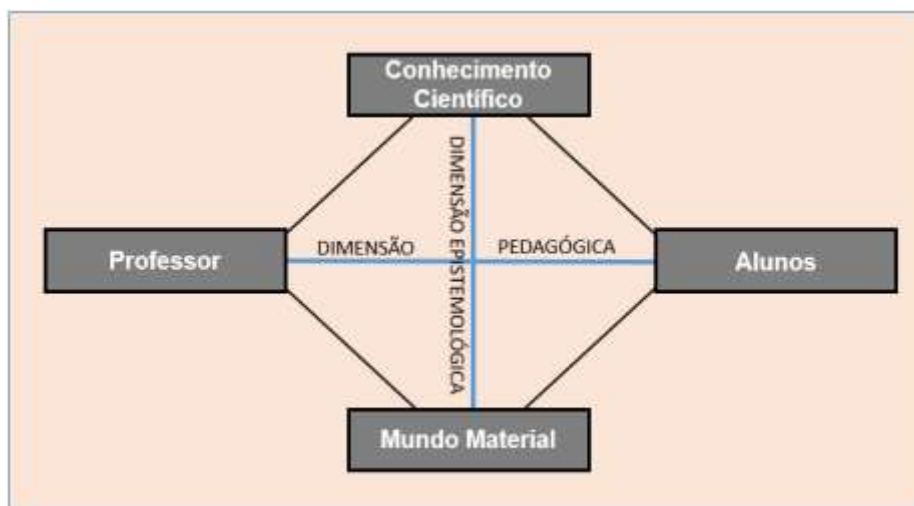 Conhecimento
Científico
DIMENSÃO EPISTEMOLÓGICA
Professor
DIMENSÃO
PEDAGÓGICA
Alunos
Mundo Material